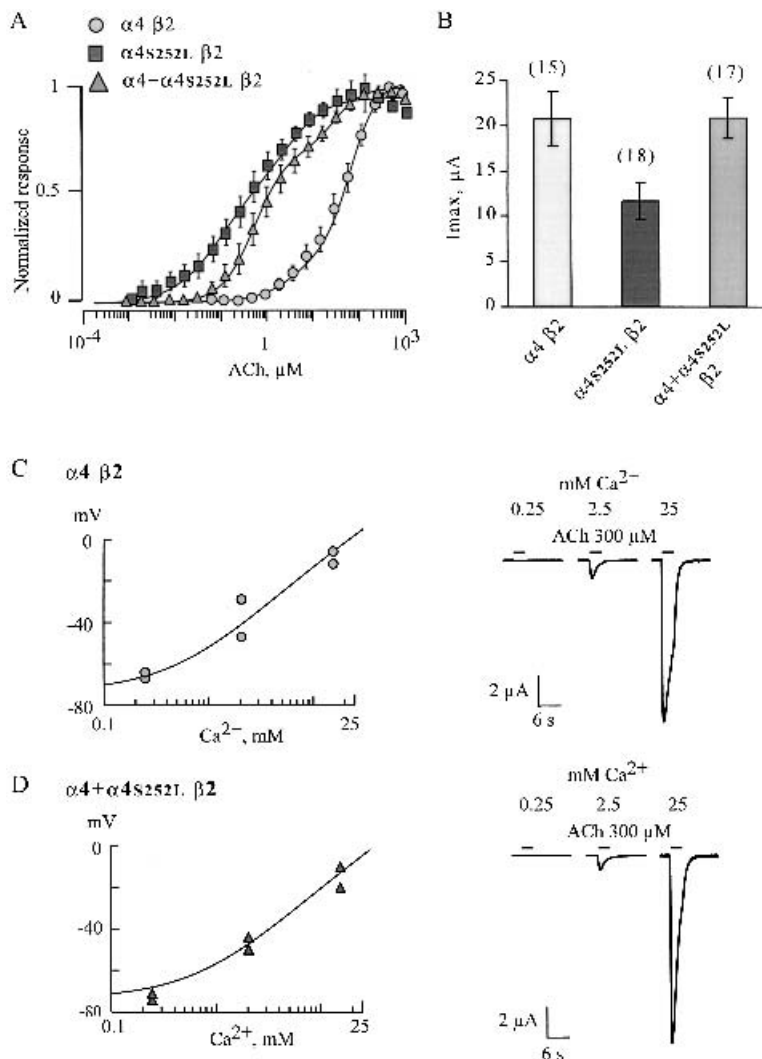 A
α4 β2
α4S252L β2
α4–α4S252L β2
Normalized response
1
0.5
0
10-4
1
10³
ACh, µM
B
Imax, µA
25
20
15
10
5
0
(15)
(18)
(17)
α4 β2
α4S252L β2
α4+α4S252L β2
C
α4 β2
mV
0
-40
-80
0.1
25
Ca2–, mM
mM Ca2–
0.25 2.5 25
ACh 300 µM
2 µA
6 s
D
α4+α4S252L β2
mV
0
-40
-80
0.1
25
Ca2+, mM
mM Ca2+
0.25 2.5 25
ACh 300 µM
2 µA
6 s